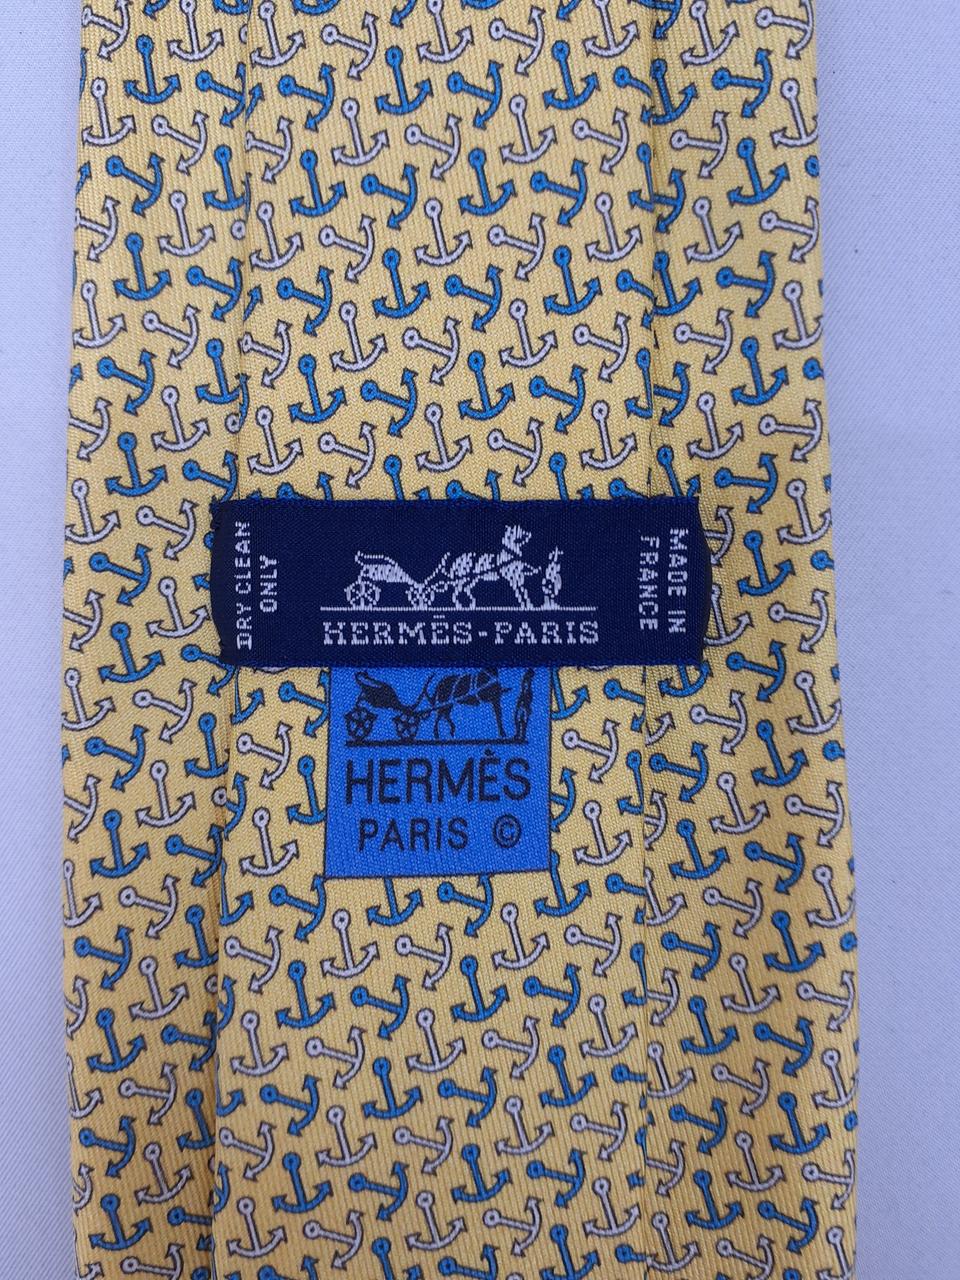 DRY CLEAN
ONLY
HERMÈS-PARIS
MADE IN
FRANCE
HERMÈS
PARIS ©